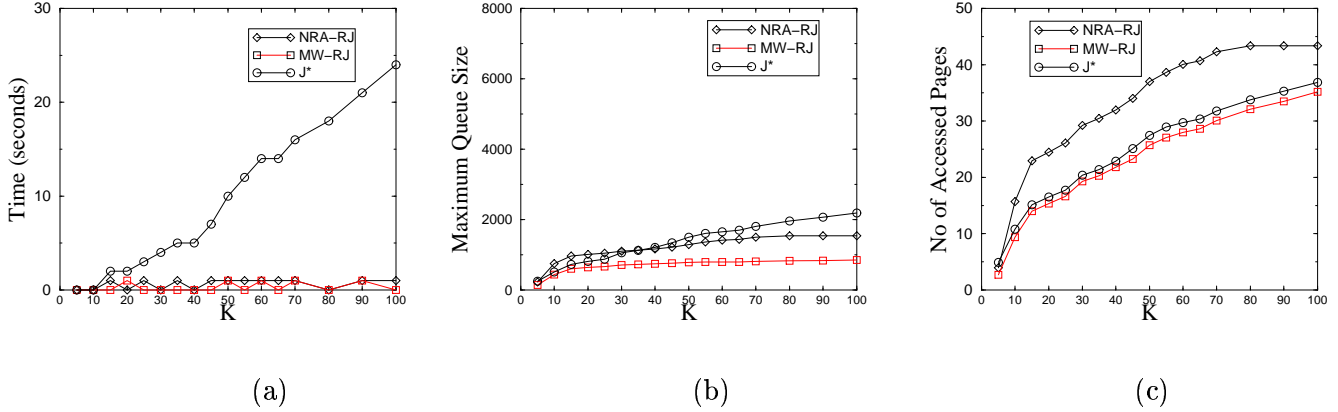 30
20
10
0
Time (seconds)
0 10 20 30 40 50 60 70 80 90 100
K
NRA−RJ
MW−RJ
J*
(a)
8000
6000
4000
2000
0
Maximum Queue Size
0 10 20 30 40 50 60 70 80 90 100
K
NRA−RJ
MW−RJ
J*
(b)
50
40
30
20
10
0
No of Accessed Pages
0 10 20 30 40 50 60 70 80 90 100
K
NRA−RJ
MW−RJ
J*
(c)